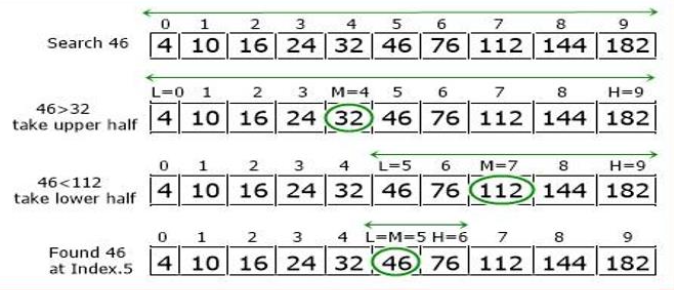 0 1 2 3 4 5 6 7 8 9
Search 46 4 10 16 24 32 46 76 112 144 182
L=0 1 2 3 M=4 5 6 7 8 H=9
46>32
take upper half 4 10 16 24 32 46 76 112 144 182
0 1 2 3 4 L=5 6 M=7 8 H=9
46<112
take lower half 4 10 16 24 32 46 76 112 144 182
0 1 2 3 4 L=M=5 H=6 7 8 9
Found 46
at Index.5 4 10 16 24 32 46 76 112 144 182